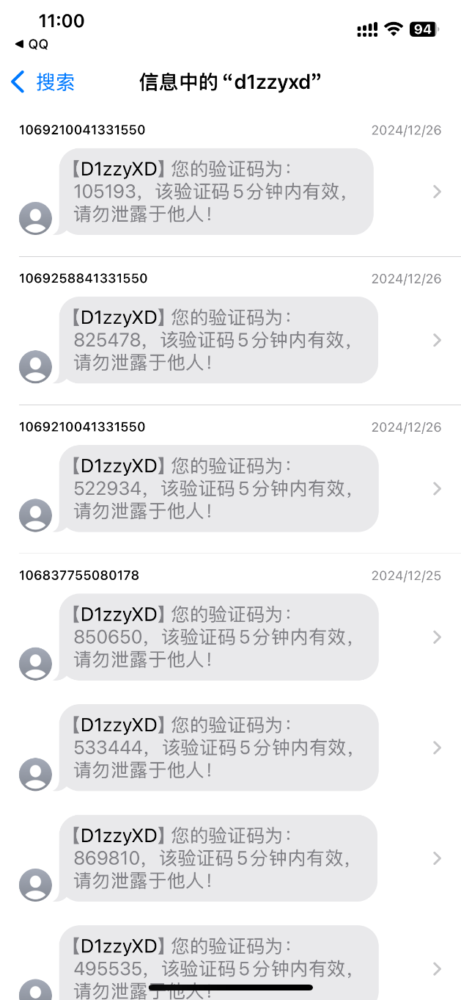 11:00
94
◀ QQ
搜索
信息中的“d1zzyxd”
1069210041331550
2024/12/26
【D1zzyXD】您的验证码为：
105193，该验证码5分钟内有效，
请勿泄露于他人！
1069258841331550
2024/12/26
【D1zzyXD】您的验证码为：
825478，该验证码5分钟内有效，
请勿泄露于他人！
1069210041331550
2024/12/26
【D1zzyXD】您的验证码为：
522934，该验证码5分钟内有效，
请勿泄露于他人！
106837755080178
2024/12/25
【D1zzyXD】您的验证码为：
850650，该验证码5分钟内有效，
请勿泄露于他人！
【D1zzyXD】您的验证码为：
533444，该验证码5分钟内有效，
请勿泄露于他人！
【D1zzyXD】您的验证码为：
869810，该验证码5分钟内有效，
请勿泄露于他人！
【D1zzyXD】您的验证码为：
495535，该验证码5分钟内有效，
请勿泄露于他人！